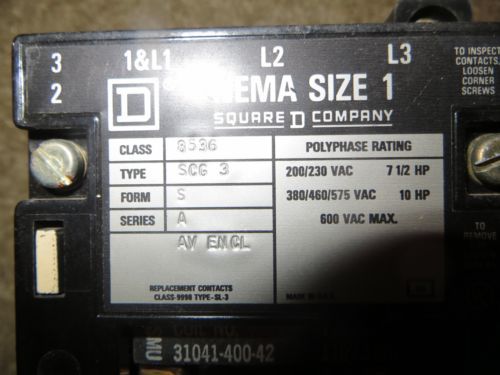 3 1&L1 L2 L3
2
TO INSPECT
CONTACTS,
LOOSEN
CORNER
SCREWS
D NEMA SIZE 1
SQUARE D COMPANY
CLASS 8536
TYPE SCG 3
FORM S
SERIES A
AV ENCL
POLYPHASE RATING
200/230 VAC 7 1/2 HP
380/460/575 VAC 10 HP
600 VAC MAX.
TO
REMOVE
REPLACEMENT CONTACTS
CLASS-9998 TYPE-SL-3
MADE IN U.S.A.
COIL NO.
MU 31041-400-42